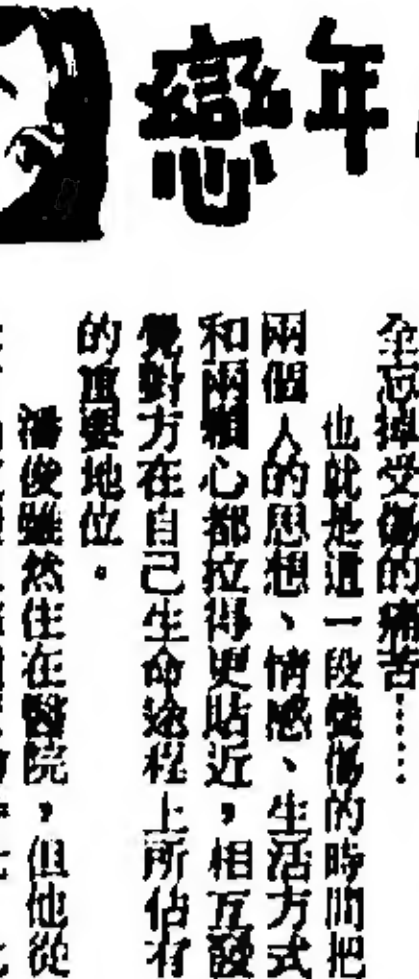 年戀
全忘掉受傷的痛苦……
也就是這一段養傷的時間把
兩個人的思想、情感、生活方式
和兩顆心都拉得更貼近，相互發
覺對方在自己生命途程上所佔有
的重要地位。
潘俊雖然住在醫院，但他從